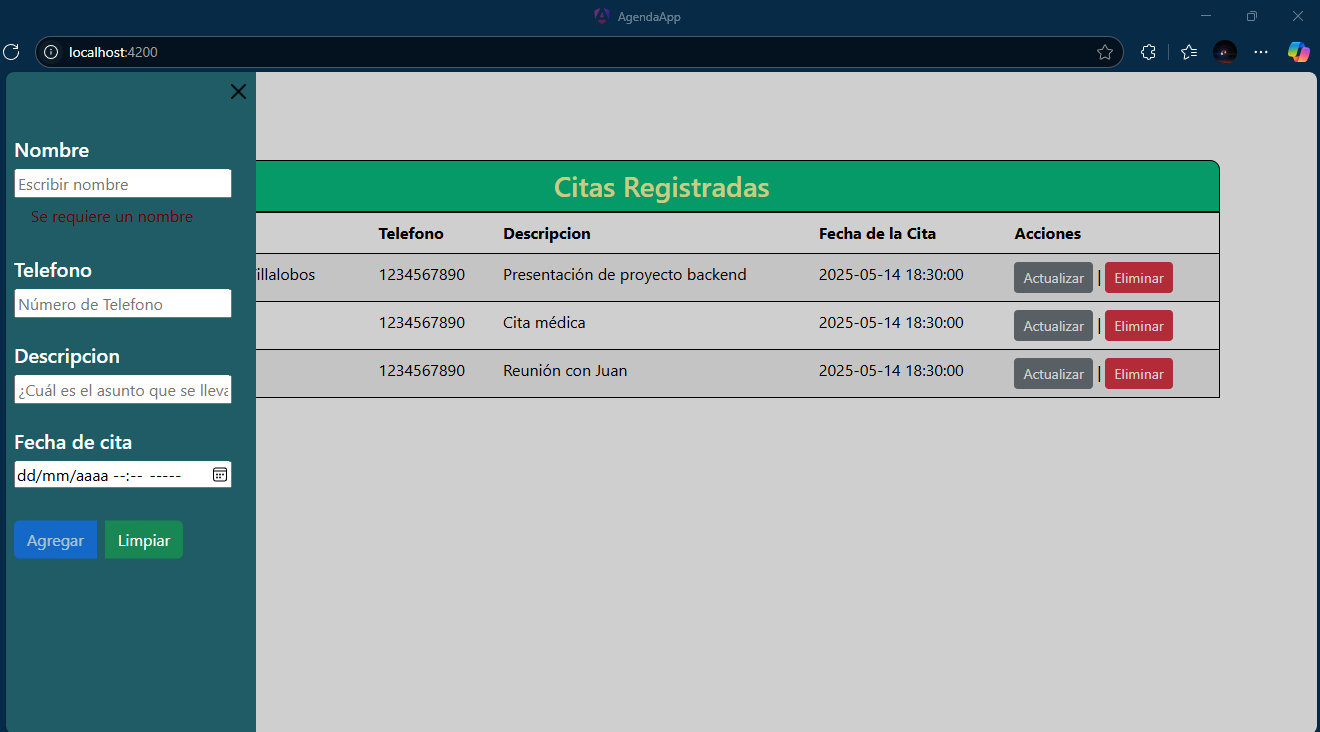 AgendaApp
localhost:4200
Nombre
Escribir nombre
Se requiere un nombre
Telefono
Número de Telefono
Descripcion
¿Cuál es el asunto que se lleva
Fecha de cita
dd/mm/aaaa --:-- -----
Agregar Limpiar
Citas Registradas
Telefono Descripcion Fecha de la Cita Acciones
illalobos 1234567890 Presentación de proyecto backend 2025-05-14 18:30:00 Actualizar | Eliminar
1234567890 Cita médica 2025-05-14 18:30:00 Actualizar | Eliminar
1234567890 Reunión con Juan 2025-05-14 18:30:00 Actualizar | Eliminar